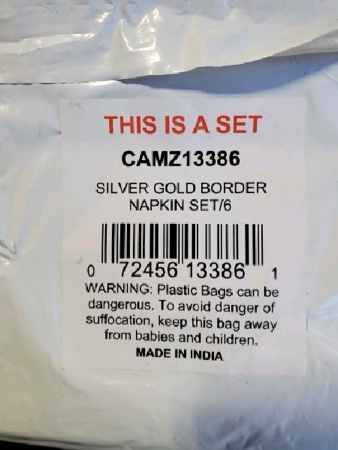 THIS IS A SET
CAMZ13386
SILVER GOLD BORDER
NAPKIN SET/6
0 72456 13386 1
WARNING: Plastic Bags can be
dangerous. To avoid danger of
suffocation, keep this bag away
from babies and children.
MADE IN INDIA